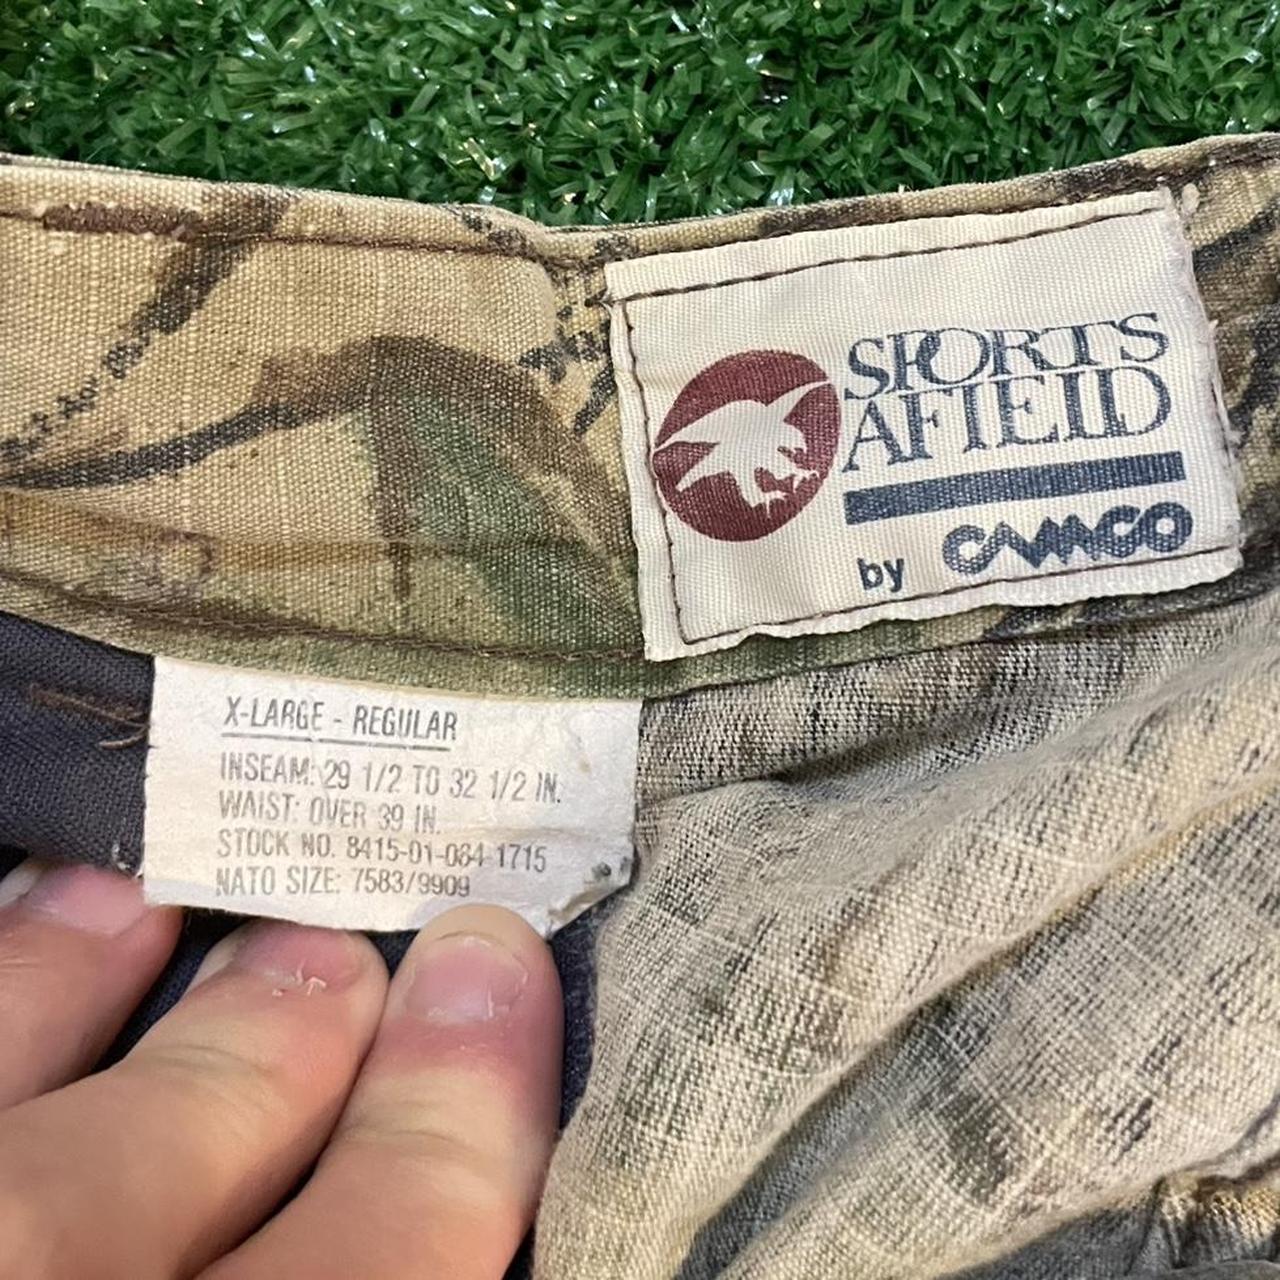 SPORTS
AFIELD
by CAMCO
X-LARGE - REGULAR
INSEAM: 29 1/2 TO 32 1/2 IN.
WAIST: OVER 39 IN.
STOCK NO. 8415-01-084-1715
NATO SIZE: 7583/9909